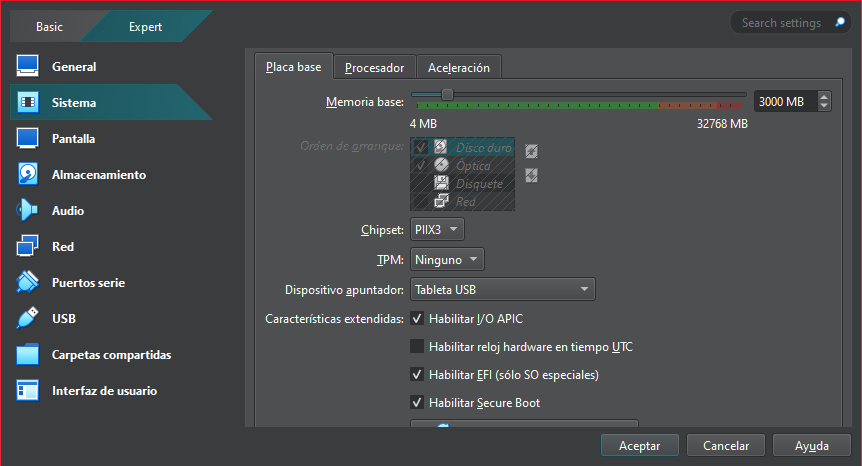 Basic
Expert
Search settings
General
Sistema
Pantalla
Almacenamiento
Audio
Red
Puertos serie
USB
Carpetas compartidas
Interfaz de usuario
Placa base
Procesador
Aceleración
Memoria base:
3000 MB
4 MB
32768 MB
Orden de arranque:
Disco duro
Óptica
Disquete
Red
Chipset:
PIIX3
TPM:
Ninguno
Dispositivo apuntador:
Tableta USB
Características extendidas:
Habilitar I/O APIC
Habilitar reloj hardware en tiempo UTC
Habilitar EFI (sólo SO especiales)
Habilitar Secure Boot
Aceptar
Cancelar
Ayuda